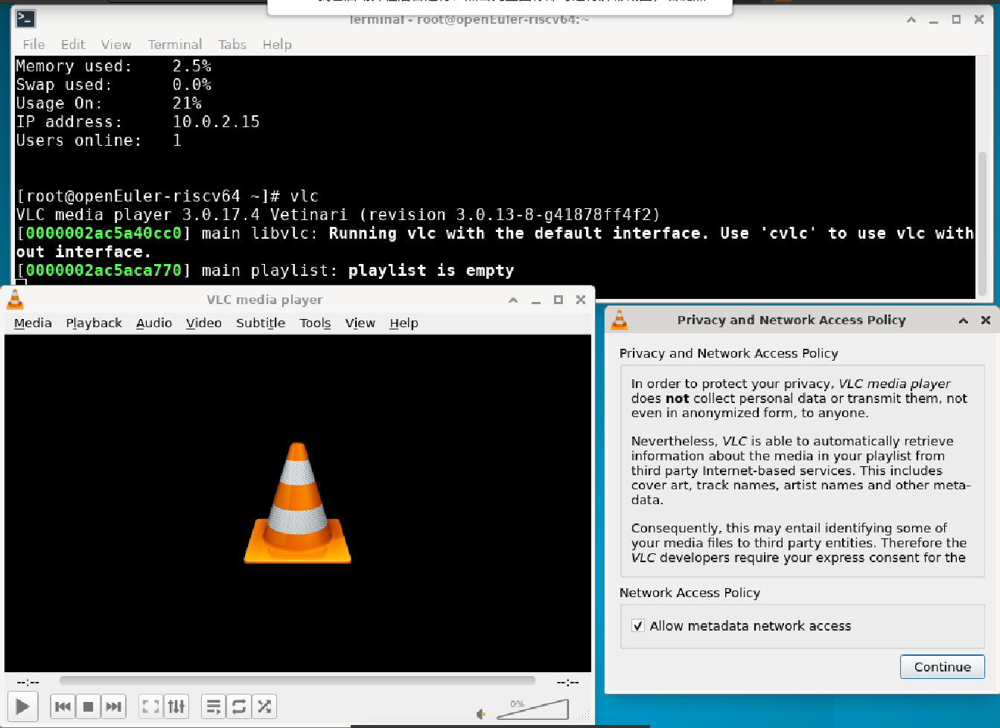 Terminal - root@openEuler-riscv64:~
File Edit View Terminal Tabs Help
Memory used: 2.5%
Swap used: 0.0%
Usage On: 21%
IP address: 10.0.2.15
Users online: 1
[root@openEuler-riscv64 ~]# vlc
VLC media player 3.0.17.4 Vetinari (revision 3.0.13-8-g41878ff4f2)
[0000002ac5a40cc0] main libvlc: Running vlc with the default interface. Use 'cvlc' to use vlc with
out interface.
[0000002ac5aca770] main playlist: playlist is empty
VLC media player
Media Playback Audio Video Subtitle Tools View Help
--:-- --:--
0%
Privacy and Network Access Policy
Privacy and Network Access Policy
In order to protect your privacy, VLC media player
does not collect personal data or transmit them, not
even in anonymized form, to anyone.
Nevertheless, VLC is able to automatically retrieve
information about the media in your playlist from
third party Internet-based services. This includes
cover art, track names, artist names and other meta-
data.
Consequently, this may entail identifying some of
your media files to third party entities. Therefore the
VLC developers require your express consent for the
Network Access Policy
Allow metadata network access
Continue